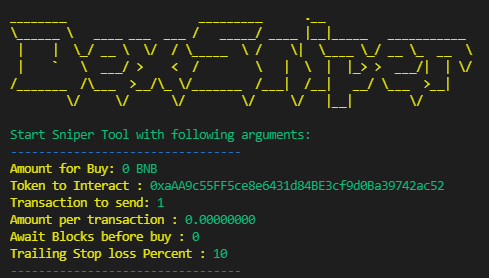 DexSniper
Start Sniper Tool with following arguments:
---------------------------------
Amount for Buy: 0 BNB
Token to Interact : 0xaAA9c55FF5ce8e6431d84BE3cf9d0Ba39742ac52
Transaction to send: 1
Amount per transaction : 0.00000000
Await Blocks before buy : 0
Trailing Stop loss Percent : 10
---------------------------------